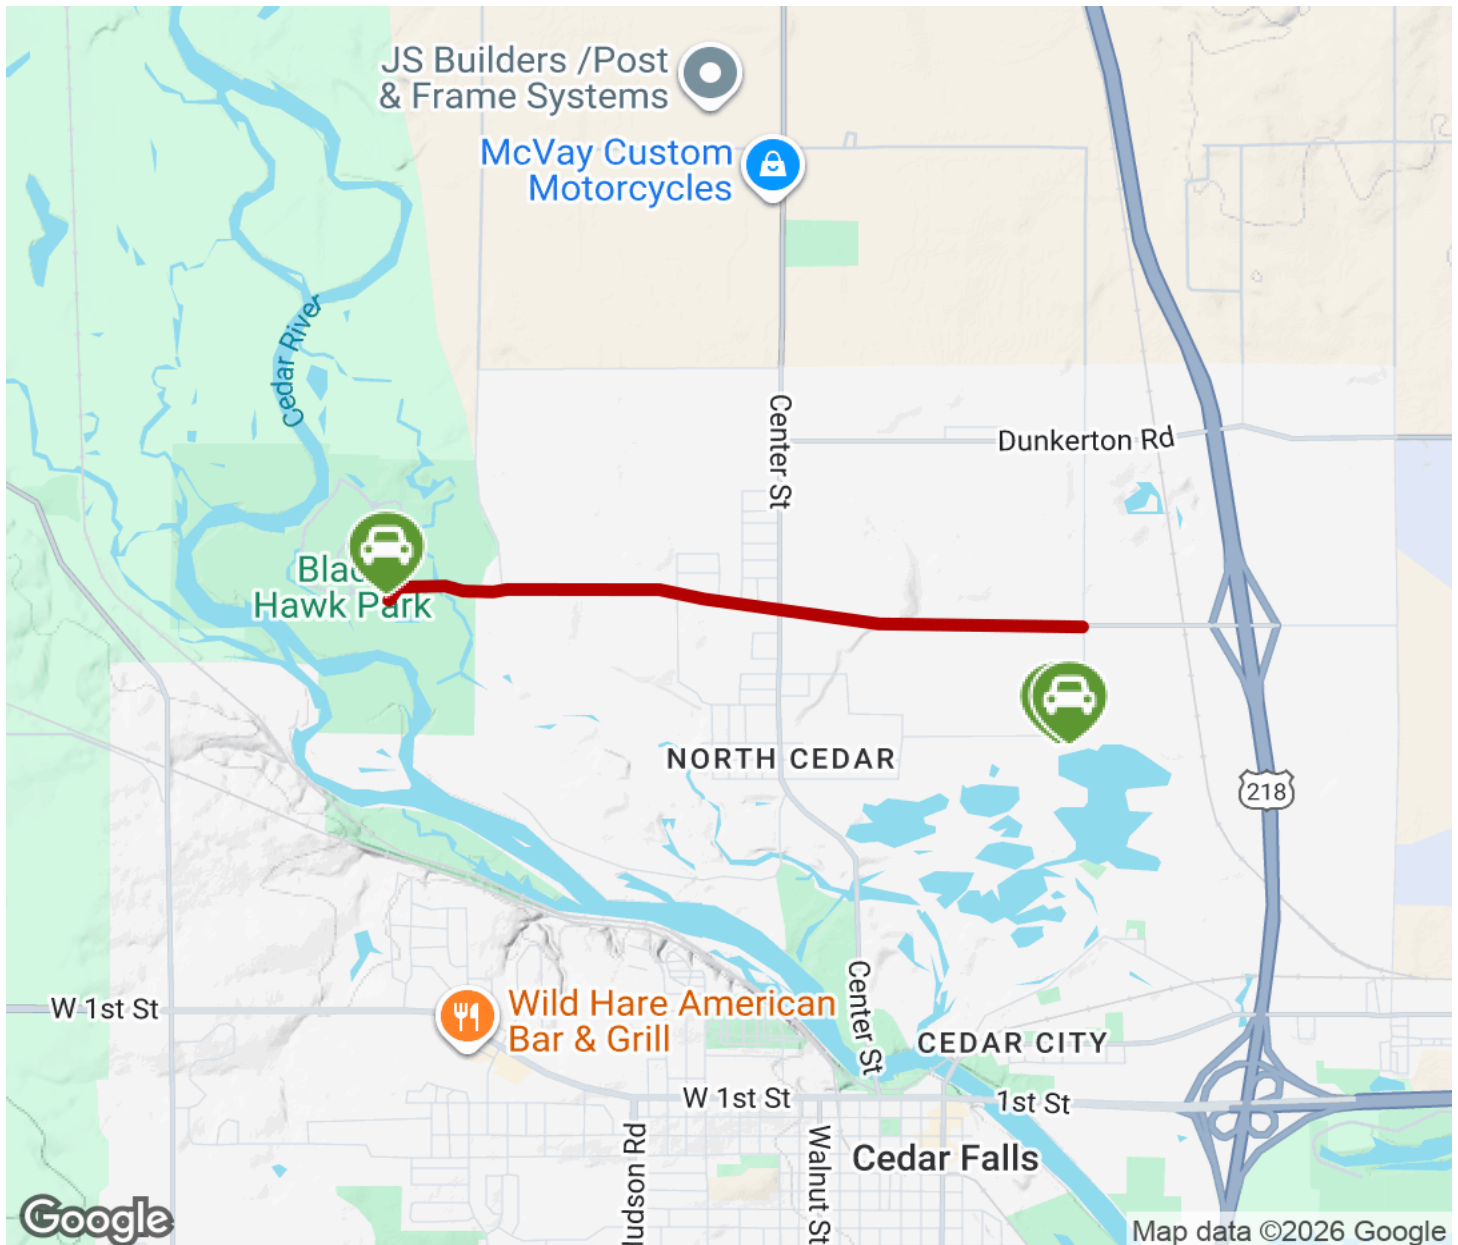 JS Builders /Post
& Frame Systems
McVay Custom
Motorcycles
Cedar River
Center St
Dunkerton Rd
Hawk Park
NORTH CEDAR
218
W 1st St
Wild Hare American
Bar & Grill
Center St
CEDAR CITY
W 1st St
1st St
Walnut St
Cedar Falls
Google
Map data ©2026 Google